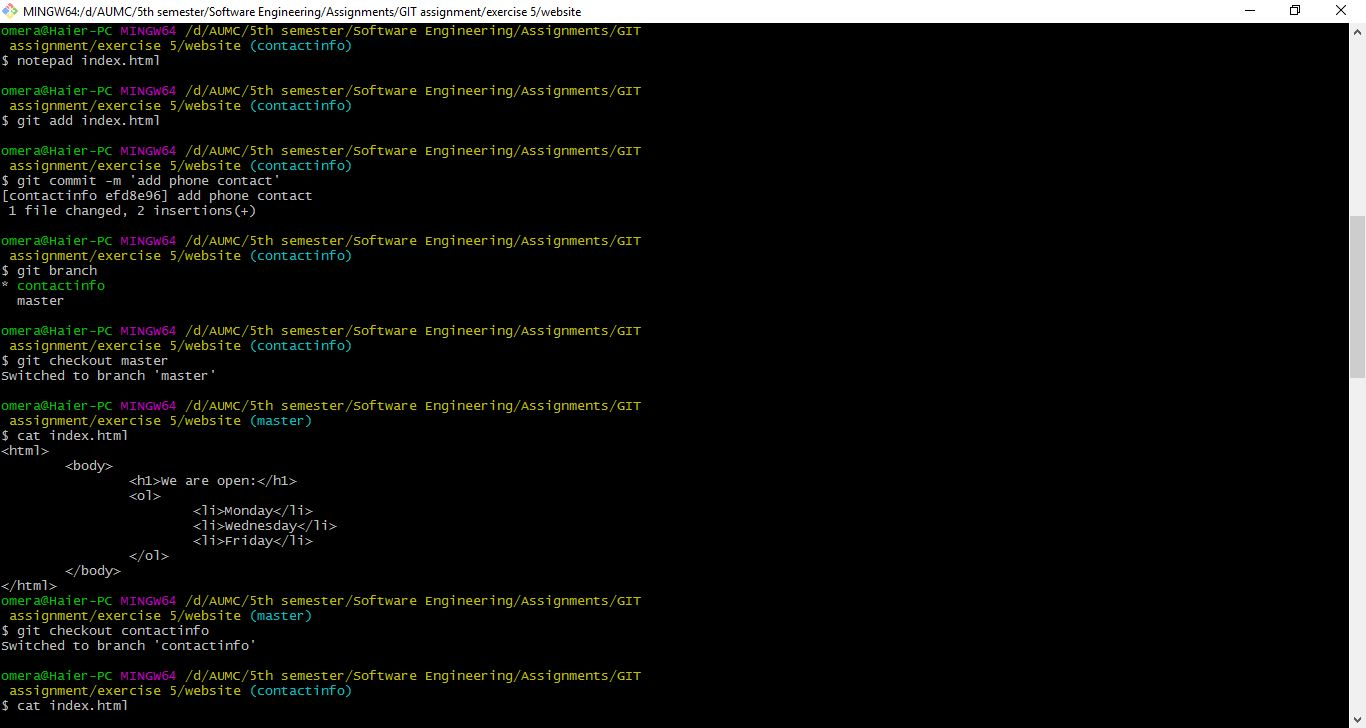 MINGW64:/d/AUMC/5th semester/Software Engineering/Assignments/GIT assignment/exercise 5/website
omera@Haier-PC MINGW64 /d/AUMC/5th semester/Software Engineering/Assignments/GIT
 assignment/exercise 5/website (contactinfo)
$ notepad index.html
omera@Haier-PC MINGW64 /d/AUMC/5th semester/Software Engineering/Assignments/GIT
 assignment/exercise 5/website (contactinfo)
$ git add index.html
omera@Haier-PC MINGW64 /d/AUMC/5th semester/Software Engineering/Assignments/GIT
 assignment/exercise 5/website (contactinfo)
$ git commit -m 'add phone contact'
[contactinfo efd8e96] add phone contact
 1 file changed, 2 insertions(+)
omera@Haier-PC MINGW64 /d/AUMC/5th semester/Software Engineering/Assignments/GIT
 assignment/exercise 5/website (contactinfo)
$ git branch
* contactinfo
  master
omera@Haier-PC MINGW64 /d/AUMC/5th semester/Software Engineering/Assignments/GIT
 assignment/exercise 5/website (contactinfo)
$ git checkout master
Switched to branch 'master'
omera@Haier-PC MINGW64 /d/AUMC/5th semester/Software Engineering/Assignments/GIT
 assignment/exercise 5/website (master)
$ cat index.html
<html>
        <body>
                <h1>We are open:</h1>
                <ol>
                        <li>Monday</li>
                        <li>Wednesday</li>
                        <li>Friday</li>
                </ol>
        </body>
</html>
omera@Haier-PC MINGW64 /d/AUMC/5th semester/Software Engineering/Assignments/GIT
 assignment/exercise 5/website (master)
$ git checkout contactinfo
Switched to branch 'contactinfo'
omera@Haier-PC MINGW64 /d/AUMC/5th semester/Software Engineering/Assignments/GIT
 assignment/exercise 5/website (contactinfo)
$ cat index.html